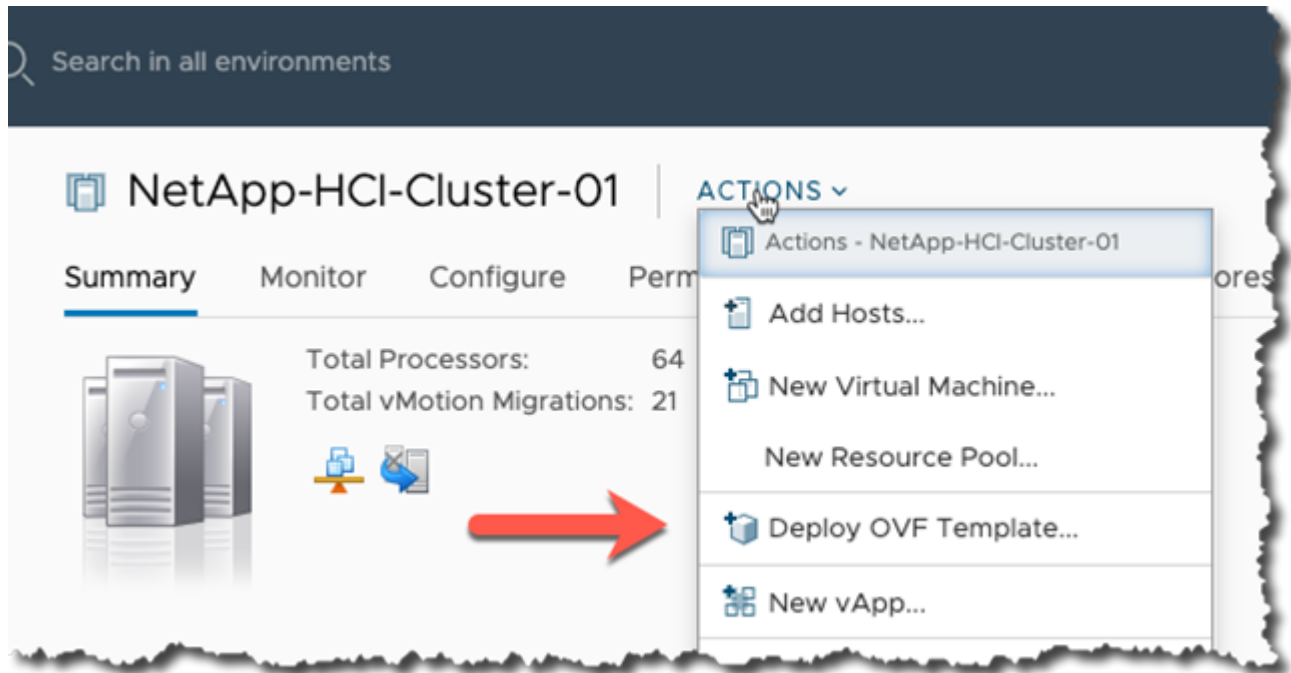 Search in all environments
NetApp-HCI-Cluster-01
ACTIONS
Actions - NetApp-HCI-Cluster-01
Summary Monitor Configure
Add Hosts...
Total Processors: 64
Total vMotion Migrations: 21
New Virtual Machine...
New Resource Pool...
Deploy OVF Template...
New vApp...